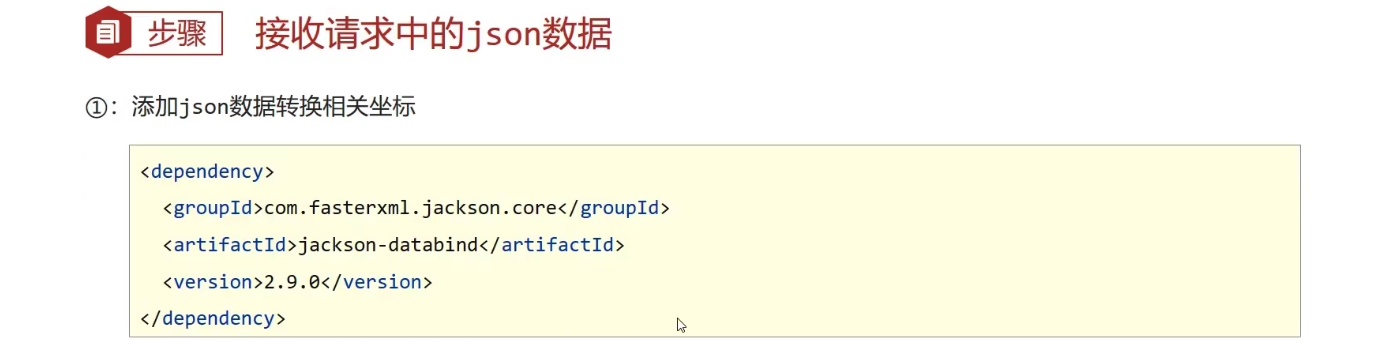 步骤 接收请求中的json数据
①：添加json数据转换相关坐标
<dependency>
<groupId>com.fasterxml.jackson.core</groupId>
<artifactId>jackson-databind</artifactId>
<version>2.9.0</version>
</dependency>